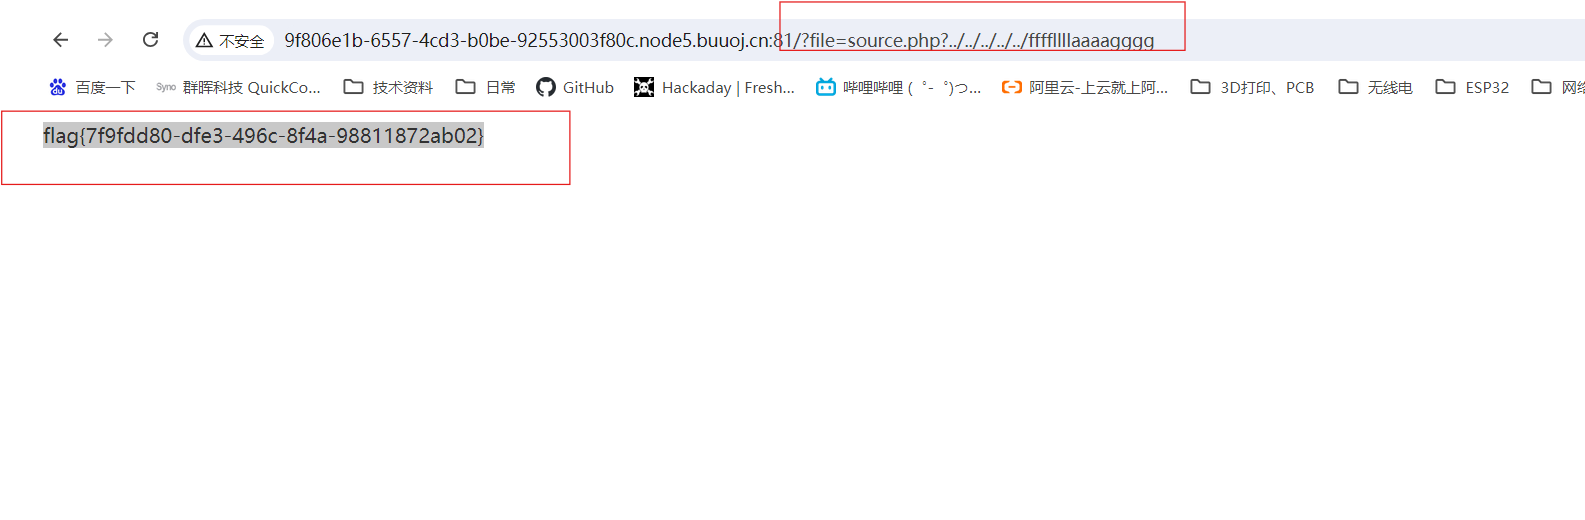 不安全 9f806e1b-6557-4cd3-b0be-92553003f80c.node5.buuoj.cn:81/?file=source.php?../../../../../ffffllllaaaagggg
百度一下 Syno 群晖科技 QuickCo... 技术资料 日常 GitHub Hackaday | Fresh... 哔哩哔哩 (゜-゜)つ... 阿里云-上云就上阿... 3D打印、PCB 无线电 ESP32 网络
flag{7f9fdd80-dfe3-496c-8f4a-98811872ab02}